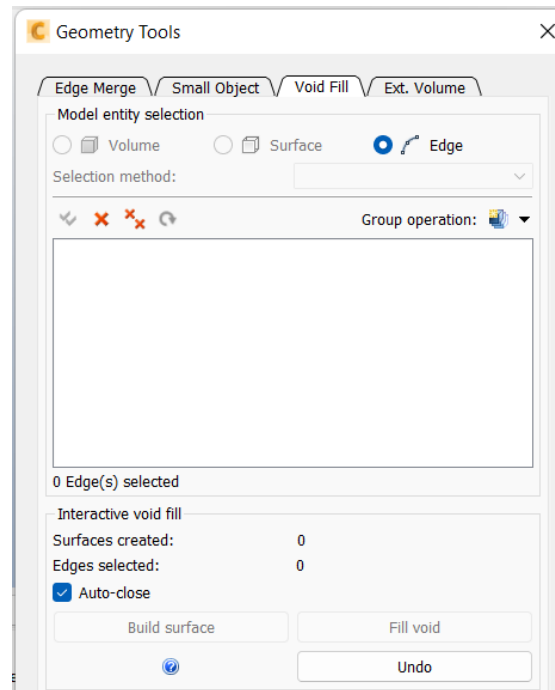 Geometry Tools
Edge Merge Small Object Void Fill Ext. Volume
Model entity selection
Volume Surface Edge
Selection method:
Group operation:
0 Edge(s) selected
Interactive void fill
Surfaces created: 0
Edges selected: 0
Auto-close
Build surface Fill void
Undo